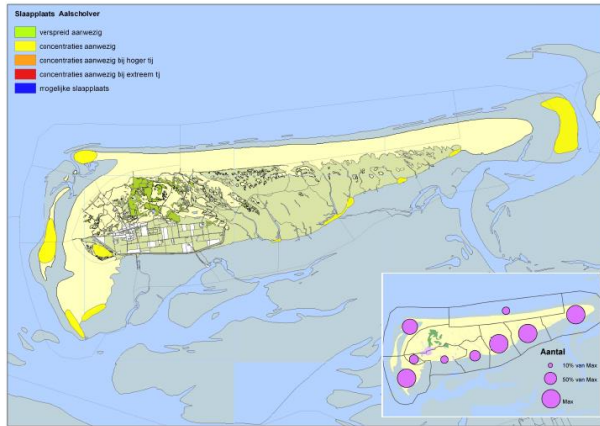 Slaapplaats Aalscholver
verspreid aanwezig
concentraties aanwezig
concentraties aanwezig bij hoger tij
concentraties aanwezig bij extreem tij
mogelijke slaapplaats
Aantal
10% van Max
50% van Max
Max